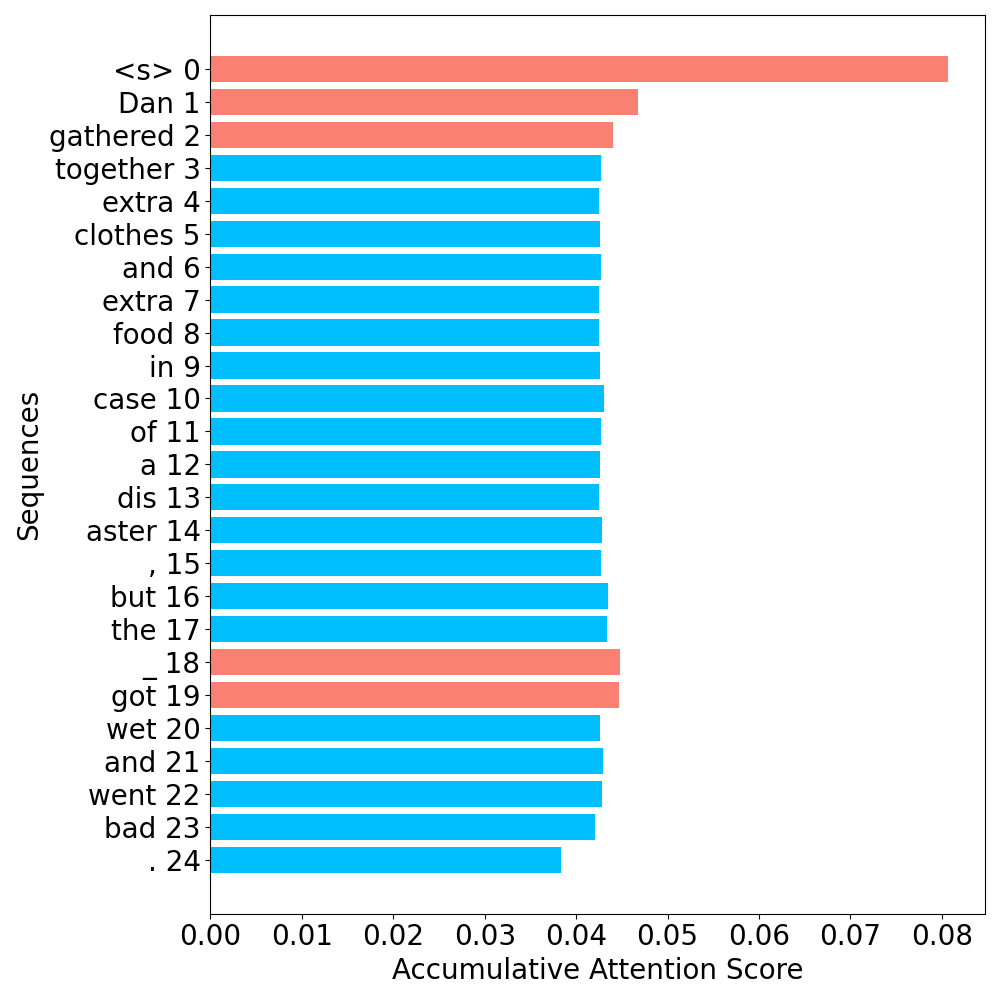 <s> 0
Dan 1
gathered 2
together 3
extra 4
clothes 5
and 6
extra 7
food 8
in 9
case 10
of 11
a 12
dis 13
aster 14
, 15
but 16
the 17
_ 18
got 19
wet 20
and 21
went 22
bad 23
. 24
Sequences
0.00 0.01 0.02 0.03 0.04 0.05 0.06 0.07 0.08
Accumulative Attention Score